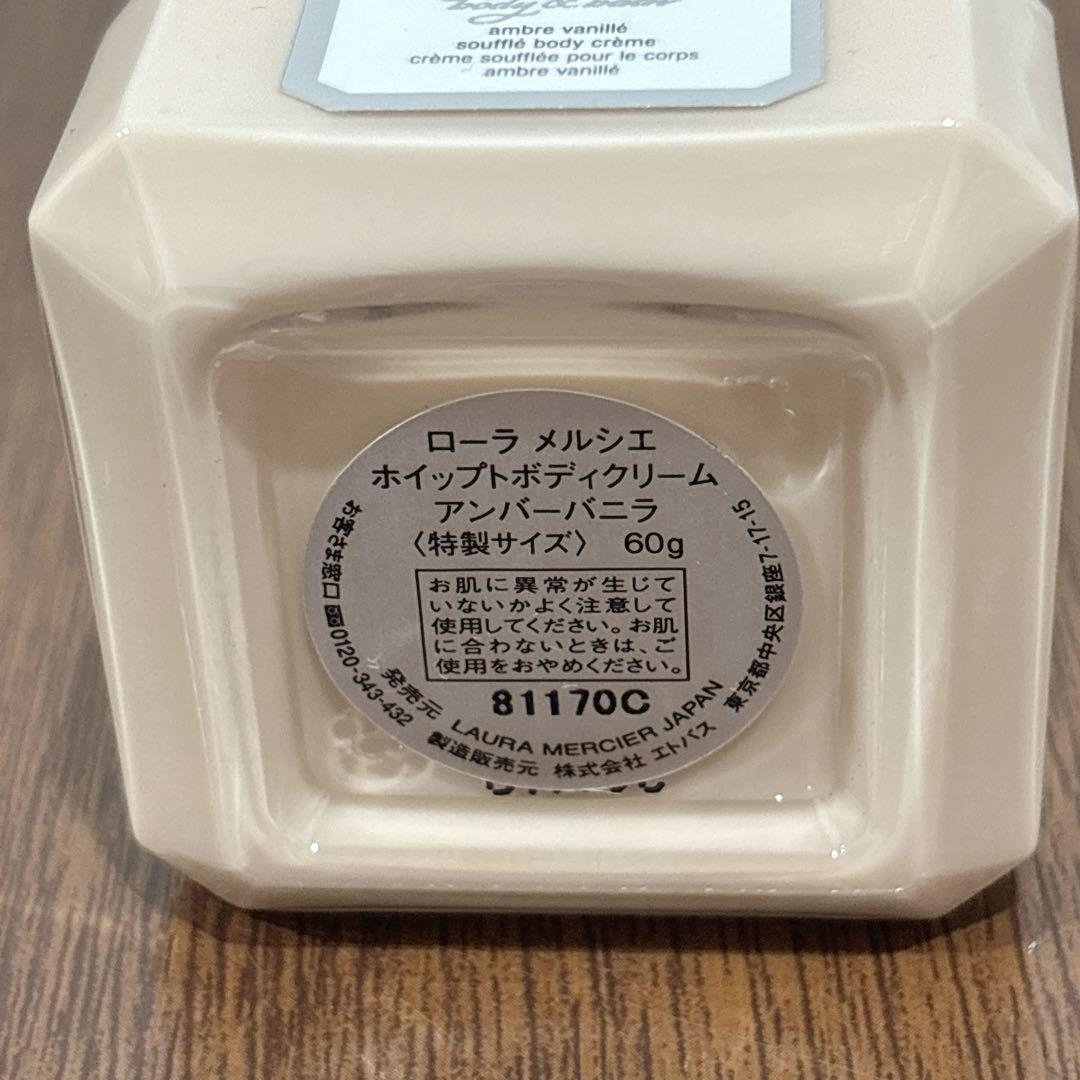 body & bath
ambre vanillé
soufflé body crème
crème soufflée pour le corps
ambre vanillé
ローラ メルシエ
ホイップトボディクリーム
アンバーバニラ
〈特製サイズ〉 60g
お肌に異常が生じて
いないかよく注意して
使用してください。お肌
に合わないときは、ご
使用をおやめください。
81170C
お客さま窓口 0120-343-432
発売元 LAURA MERCIER JAPAN
製造販売元 株式会社 エトバス 東京都中央区銀座7-17-15